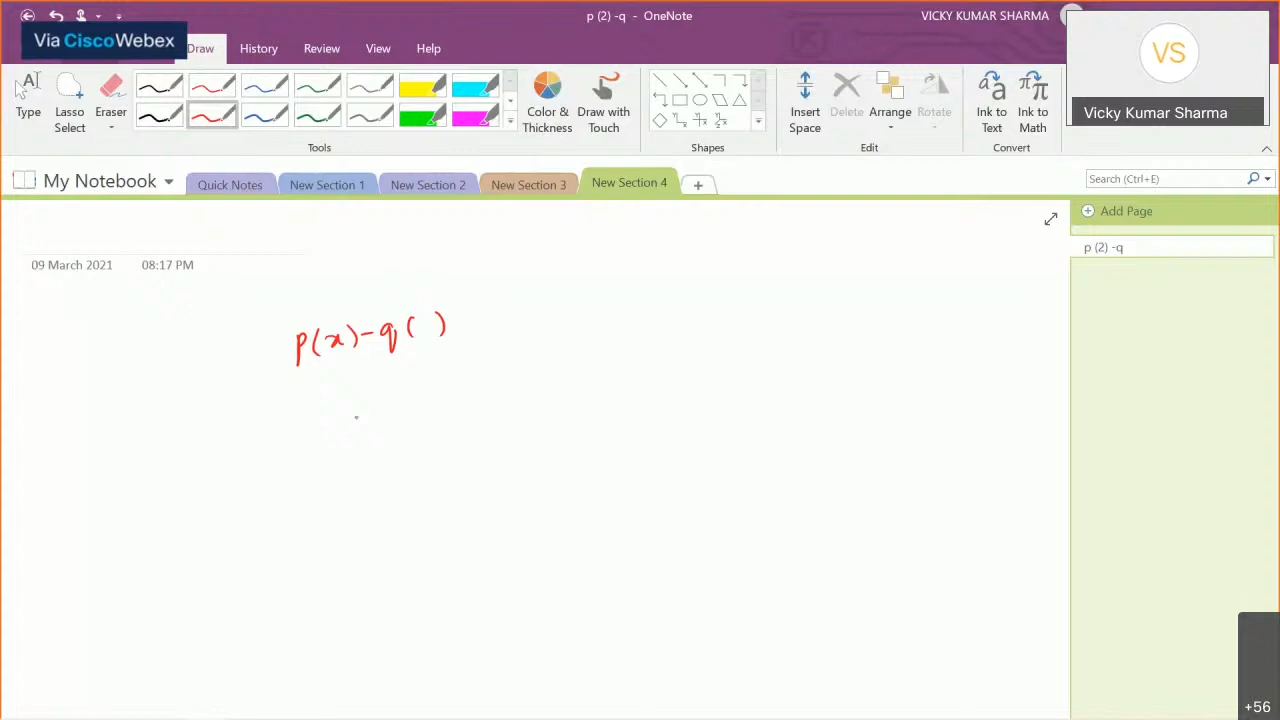 p (2) -q - OneNote
VICKY KUMAR SHARMA
Via Cisco Webex
Draw
History
Review
View
Help
VS
Vicky Kumar Sharma
Type
Lasso Select
Eraser
Color & Thickness
Draw with Touch
Insert Space
Delete
Arrange
Rotate
Ink to Text
Ink to Math
Tools
Shapes
Edit
Convert
My Notebook
Quick Notes
New Section 1
New Section 2
New Section 3
New Section 4
+
Search (Ctrl+E)
Add Page
p (2) -q
09 March 2021
08:17 PM
p(x)-q( )
+56